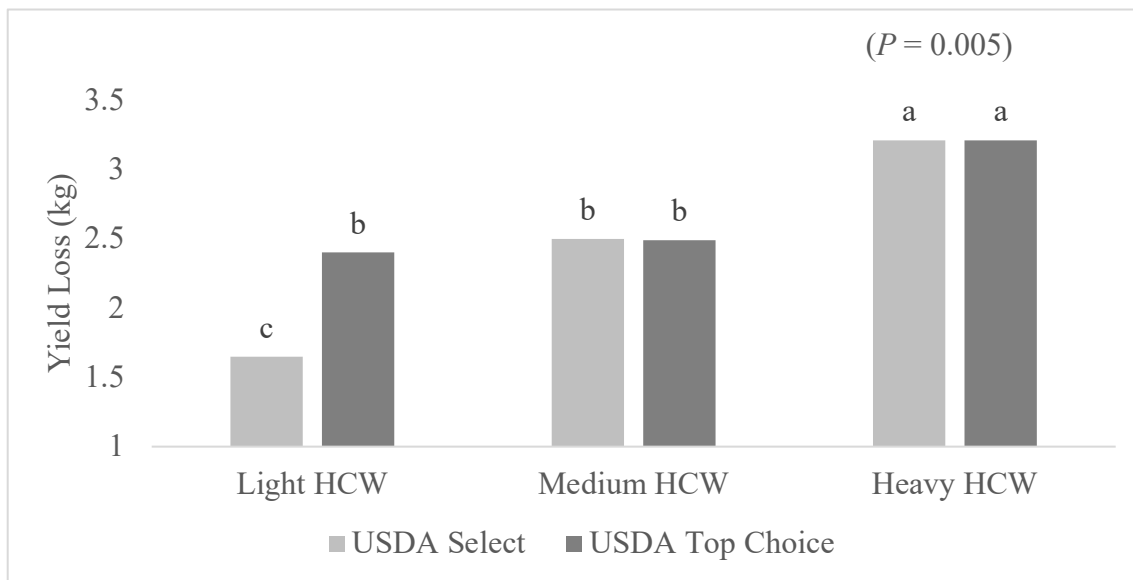 (P = 0.005)
Yield Loss (kg)
3.5
3
2.5
2
1.5
1
c
b
b
b
a
a
Light HCW
Medium HCW
Heavy HCW
USDA Select
USDA Top Choice